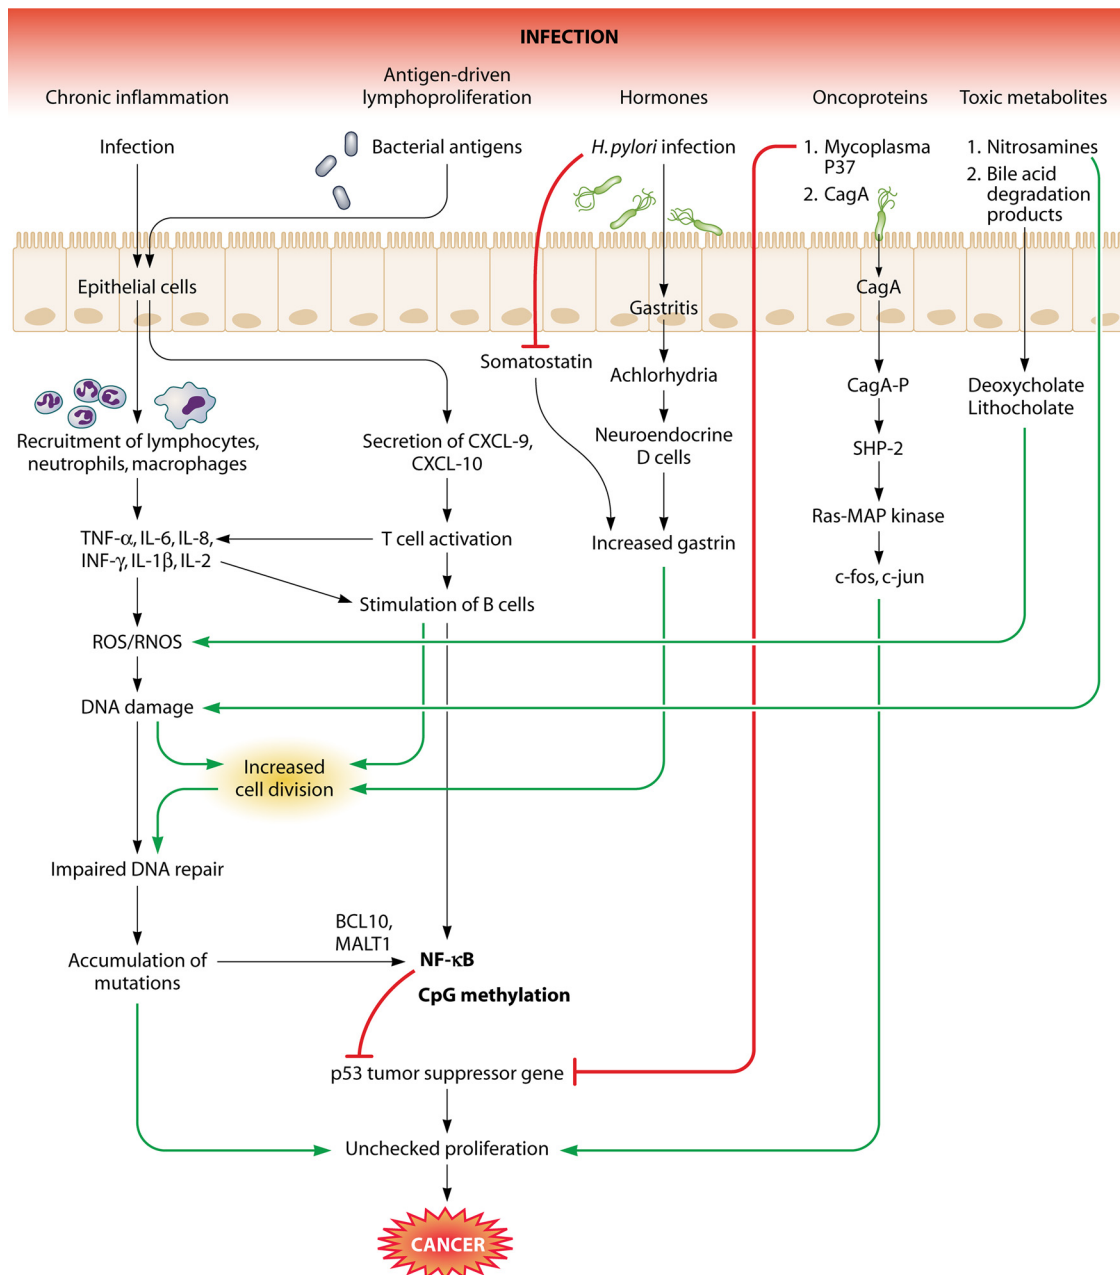 INFECTION
Chronic inflammation
Antigen-driven
lymphoproliferation
Hormones
Oncoproteins
Toxic metabolites
Infection
Bacterial antigens
H. pylori infection
1. Mycoplasma
P37
2. CagA
1. Nitrosamines
2. Bile acid
degradation
products
Epithelial cells
Gastritis
CagA
Somatostatin
Achlorhydria
CagA-P
Deoxycholate
Lithocholate
Recruitment of lymphocytes,
neutrophils, macrophages
Secretion of CXCL-9,
CXCL-10
Neuroendocrine
D cells
SHP-2
TNF-α, IL-6, IL-8,
INF-γ, IL-1β, IL-2
T cell activation
Increased gastrin
Ras-MAP kinase
c-fos, c-jun
Stimulation of B cells
ROS/RNOS
DNA damage
Increased
cell division
Impaired DNA repair
BCL10,
MALT1
Accumulation of
mutations
NF-κB
CpG methylation
p53 tumor suppressor gene
Unchecked proliferation
CANCER